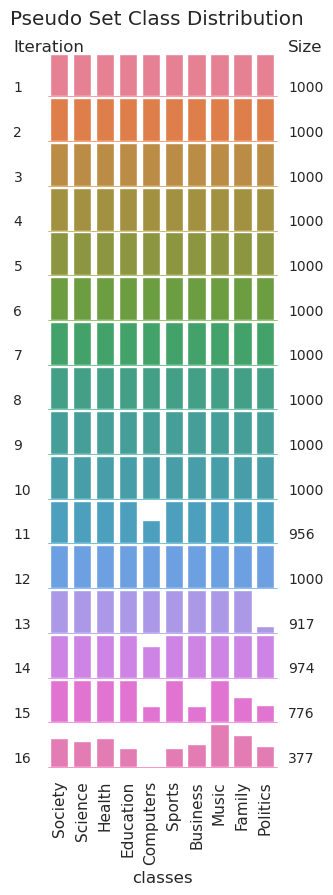 Pseudo Set Class Distribution
Iteration Size
1 1000
2 1000
3 1000
4 1000
5 1000
6 1000
7 1000
8 1000
9 1000
10 1000
11 956
12 1000
13 917
14 974
15 776
16 377
Society
Science
Health
Education
Computers
Sports
Business
Music
Family
Politics
classes